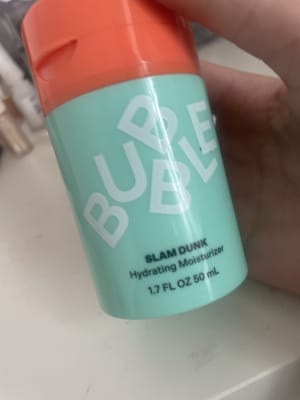 BUBBLE
SLAM DUNK
Hydrating Moisturizer
1.7 FL OZ 50 mL